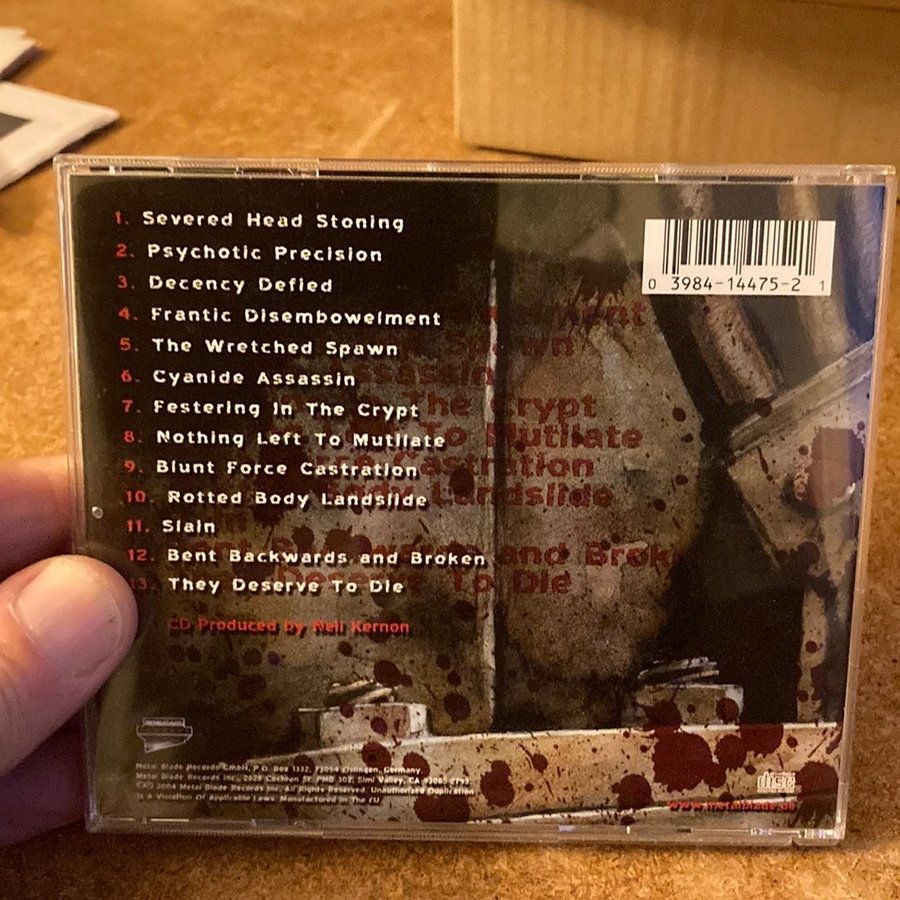 1. Severed Head Stoning
2. Psychotic Precision
3. Decency Defied
4. Frantic Disembowelment
5. The Wretched Spawn
6. Cyanide Assassin
7. Festering In The Crypt
8. Nothing Left To Mutilate
9. Blunt Force Castration
10. Rotted Body Landslide
11. Slain
12. Bent Backwards and Broken
13. They Deserve To Die
CD Produced by Neil Kernon
0 3984-14475-2 1
Metal Blade Records GmbH, P.O. Box 1332, 73054 Eislingen, Germany
Metal Blade Records Inc., 2828 Cochran St. PMB 302, Simi Valley, CA 93065-2793
2004 Metal Blade Records Inc. All Rights Reserved. Unauthorized Duplication
Is A Violation Of Applicable Laws. Manufactured In The EU
disc
www.metalblade.de